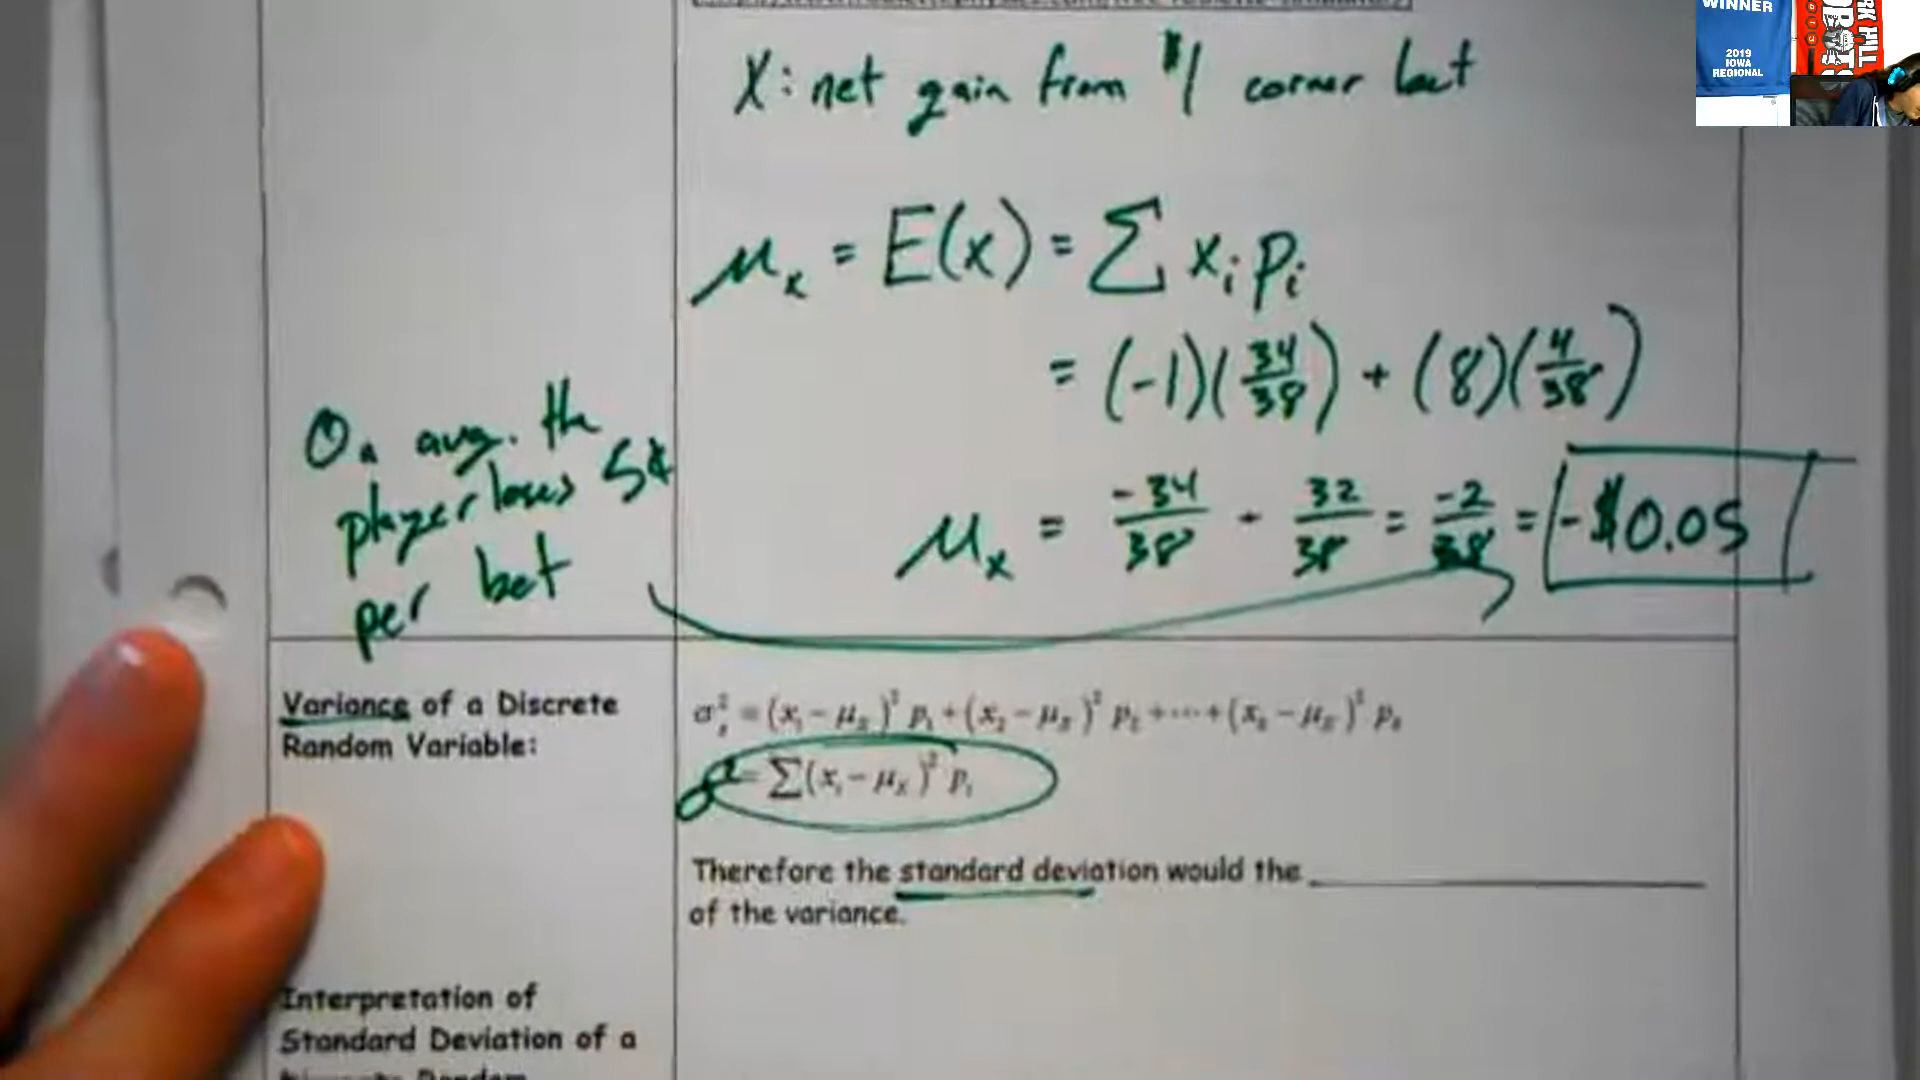 WINNER
2019
IOWA
REGIONAL
X: net gain from $1 corner bet
μₓ = E(x) = Σ xᵢ pᵢ
= (-1)(34/38) + (8)(4/38)
On avg. the
player loses 5¢
per bet
μₓ = -34/38 - 32/38 = -2/38 = -$0.05
Variance of a Discrete
Random Variable:
σₓ² = (x₁ - μₓ)² p₁ + (x₂ - μₓ)² p₂ + ··· + (xₖ - μₓ)² pₖ
σ² = Σ(xᵢ - μₓ)² pᵢ
Therefore the standard deviation would the ____________
of the variance.
Interpretation of
Standard Deviation of a